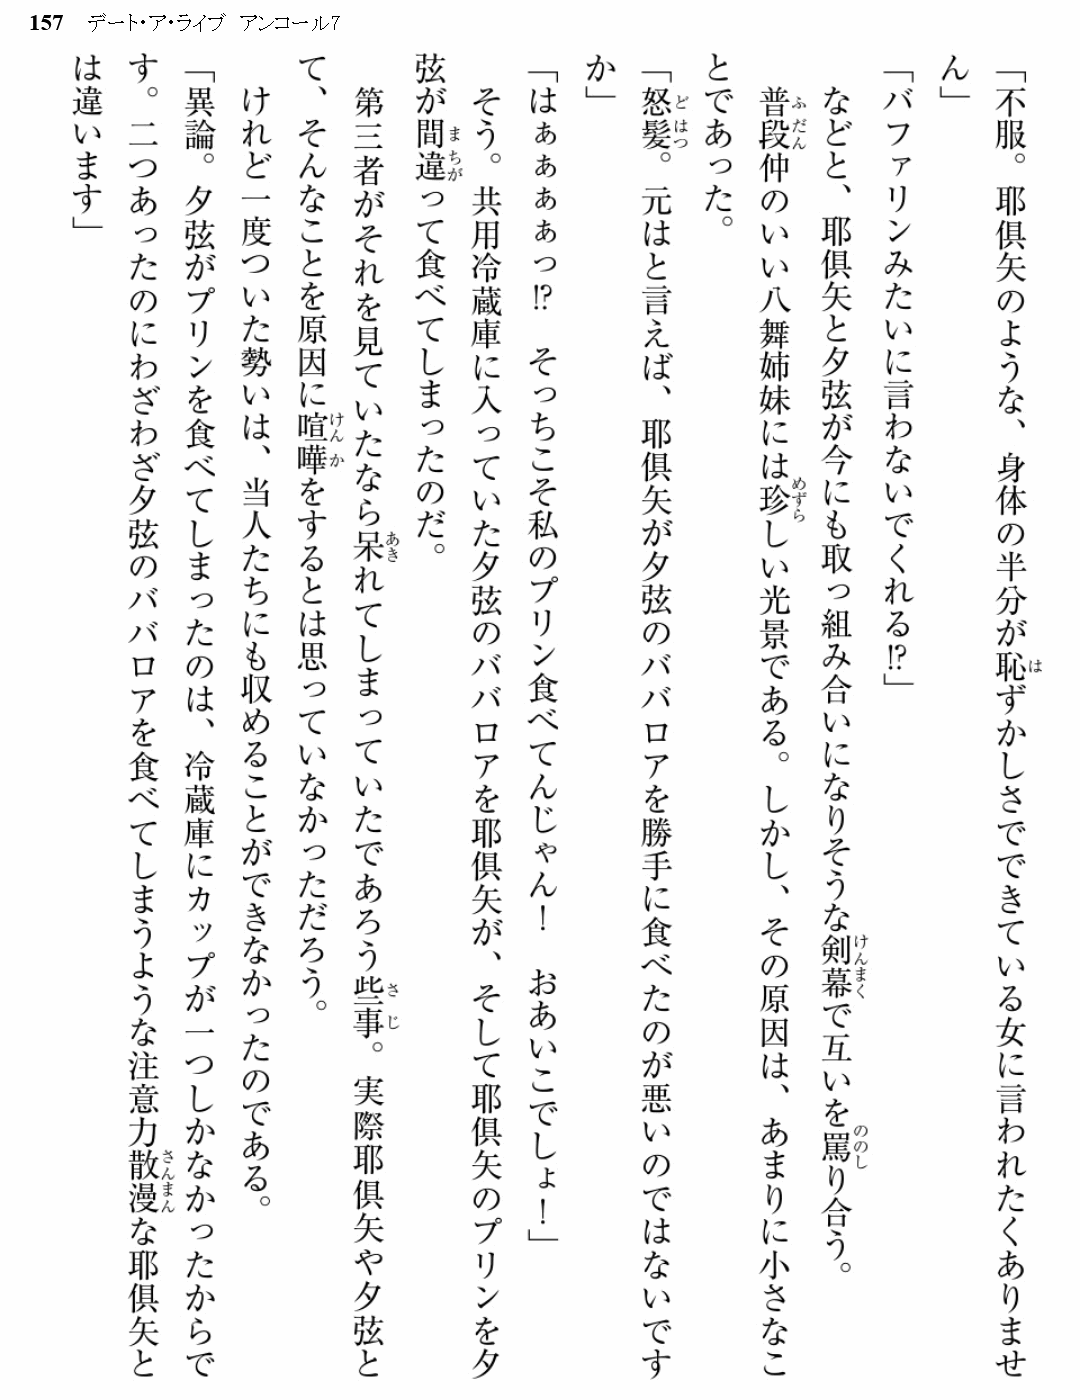 157 デート・ア・ライブ アンコール7
「不服。耶倶矢のような、身体の半分が恥ずかしさでできている女に言われたくありませ
ん」
「バファリンみたいに言わないでくれる!?」
などと、耶倶矢と夕弦が今にも取っ組み合いになりそうな剣幕で互いを罵り合う。
普段仲のいい八舞姉妹には珍しい光景である。しかし、その原因は、あまりに小さなこ
とであった。
「怒髪。元はと言えば、耶倶矢が夕弦のババロアを勝手に食べたのが悪いのではないです
か」
「はぁぁぁぁっ!? そっちこそ私のプリン食べてんじゃん! おあいこでしょ!」
そう。共用冷蔵庫に入っていた夕弦のババロアを耶倶矢が、そして耶倶矢のプリンを夕
弦が間違って食べてしまったのだ。
第三者がそれを見ていたなら呆れてしまっていたであろう些事。実際耶倶矢や夕弦と
て、そんなことを原因に喧嘩をするとは思っていなかっただろう。
けれど一度ついた勢いは、当人たちにも収めることができなかったのである。
「異論。夕弦がプリンを食べてしまったのは、冷蔵庫にカップが一つしかなかったからで
す。二つあったのにわざわざ夕弦のババロアを食べてしまうような注意力散漫な耶倶矢と
は違います」